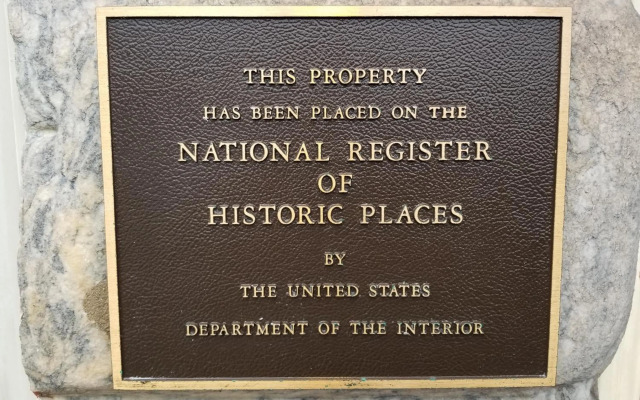 THIS PROPERTY
HAS BEEN PLACED ON THE
NATIONAL REGISTER
OF
HISTORIC PLACES
BY
THE UNITED STATES
DEPARTMENT OF THE INTERIOR